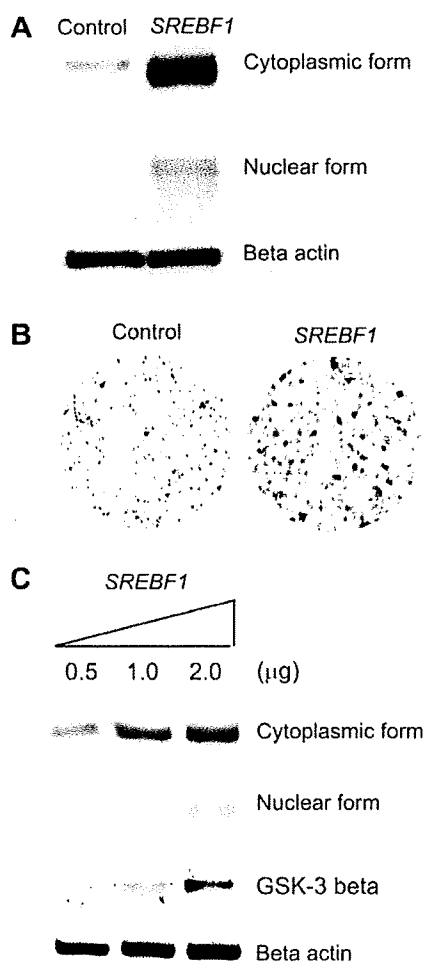 A
Control SREBF1
Cytoplasmic form
Nuclear form
Beta actin
B
Control SREBF1
C
SREBF1
0.5 1.0 2.0 (µg)
Cytoplasmic form
Nuclear form
GSK-3 beta
Beta actin